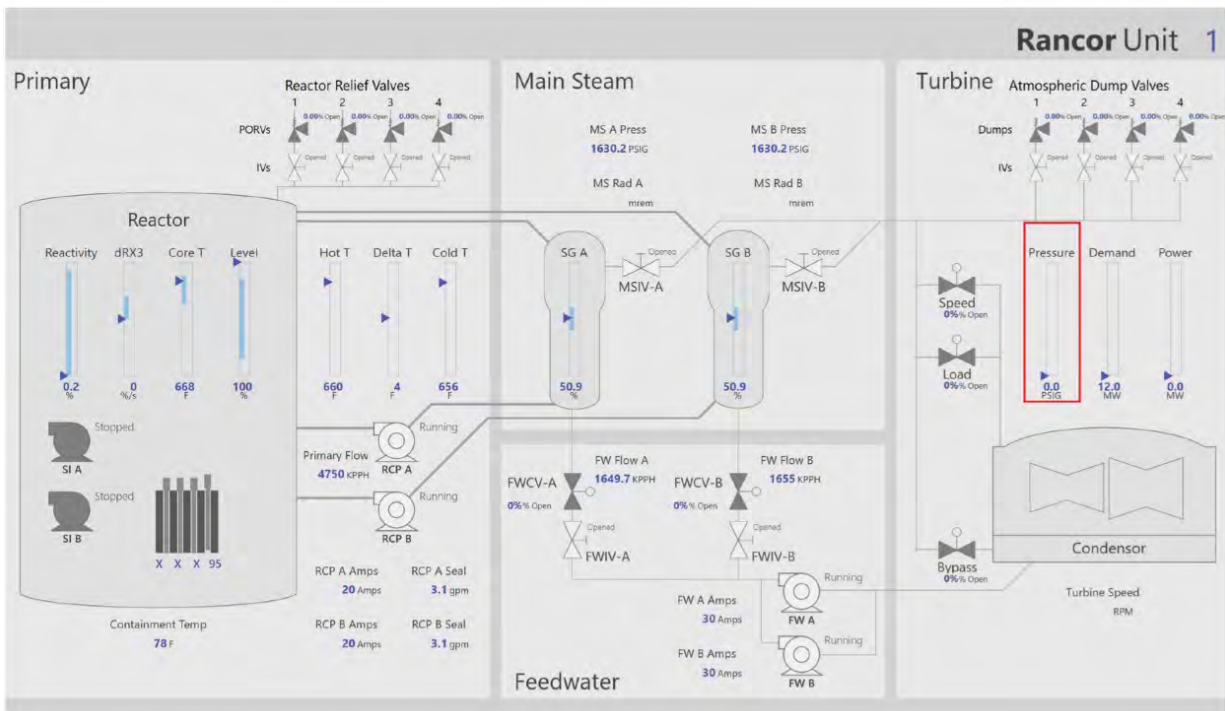 Rancor Unit 1
Primary
Reactor Relief Valves
1 2 3 4
0.00% Open 0.00% Open 0.00% Open 0.00% Open
PORVs
Opened Opened Opened Opened
IVs
Reactor
Reactivity dRX3 Core T Level
0.2 0 668 100
% %/s F %
Hot T Delta T Cold T
660 4 656
F F F
Stopped
SI A
Stopped
SI B
X X X 95
Primary Flow
4750 KPPH
Running
RCP A
Running
RCP B
RCP A Amps RCP A Seal
20 Amps 3.1 gpm
RCP B Amps RCP B Seal
20 Amps 3.1 gpm
Containment Temp
78 F
Main Steam
MS A Press MS B Press
1630.2 PSIG 1630.2 PSIG
MS Rad A MS Rad B
mrem mrem
SG A
Opened
MSIV-A
50.9
%
SG B
Opened
MSIV-B
50.9
%
FW Flow A
1649.7 KPPH
FWCV-A
0%% Open
Opened
FWIV-A
FW Flow B
1655 KPPH
FWCV-B
0%% Open
Opened
FWIV-B
Running
FW A
FW A Amps
30 Amps
Running
FW B
FW B Amps
30 Amps
Feedwater
Turbine
Atmospheric Dump Valves
1 2 3 4
0.00% Open 0.00% Open 0.00% Open 0.00% Open
Dumps
Opened Opened Opened Opened
IVs
Speed
0%% Open
Load
0%% Open
Bypass
0%% Open
Pressure Demand Power
0.0 12.0 0.0
PSIG MW MW
Condensor
Turbine Speed
RPM